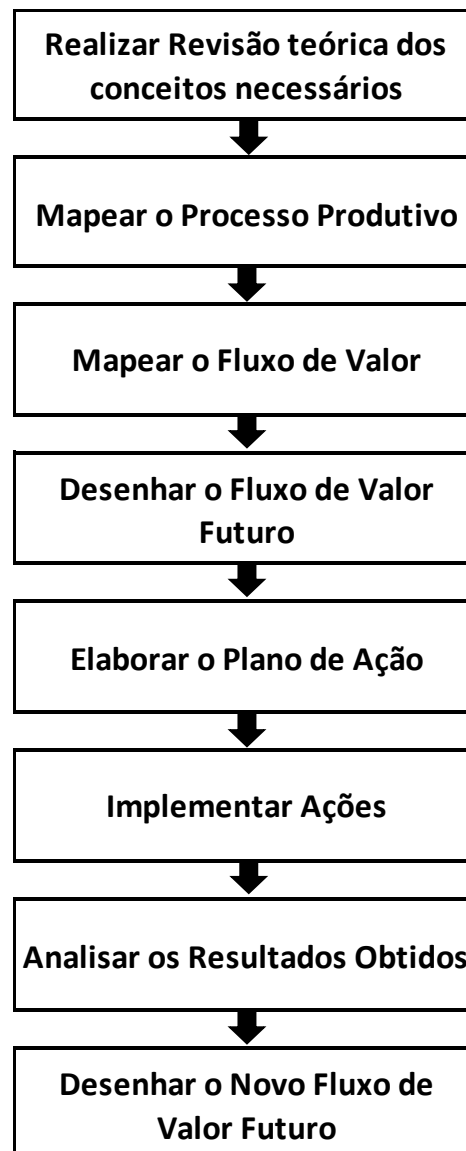 Realizar Revisão teórica dos
conceitos necessários
Mapear o Processo Produtivo
Mapear o Fluxo de Valor
Desenhar o Fluxo de Valor
Futuro
Elaborar o Plano de Ação
Implementar Ações
Analisar os Resultados Obtidos
Desenhar o Novo Fluxo de
Valor Futuro